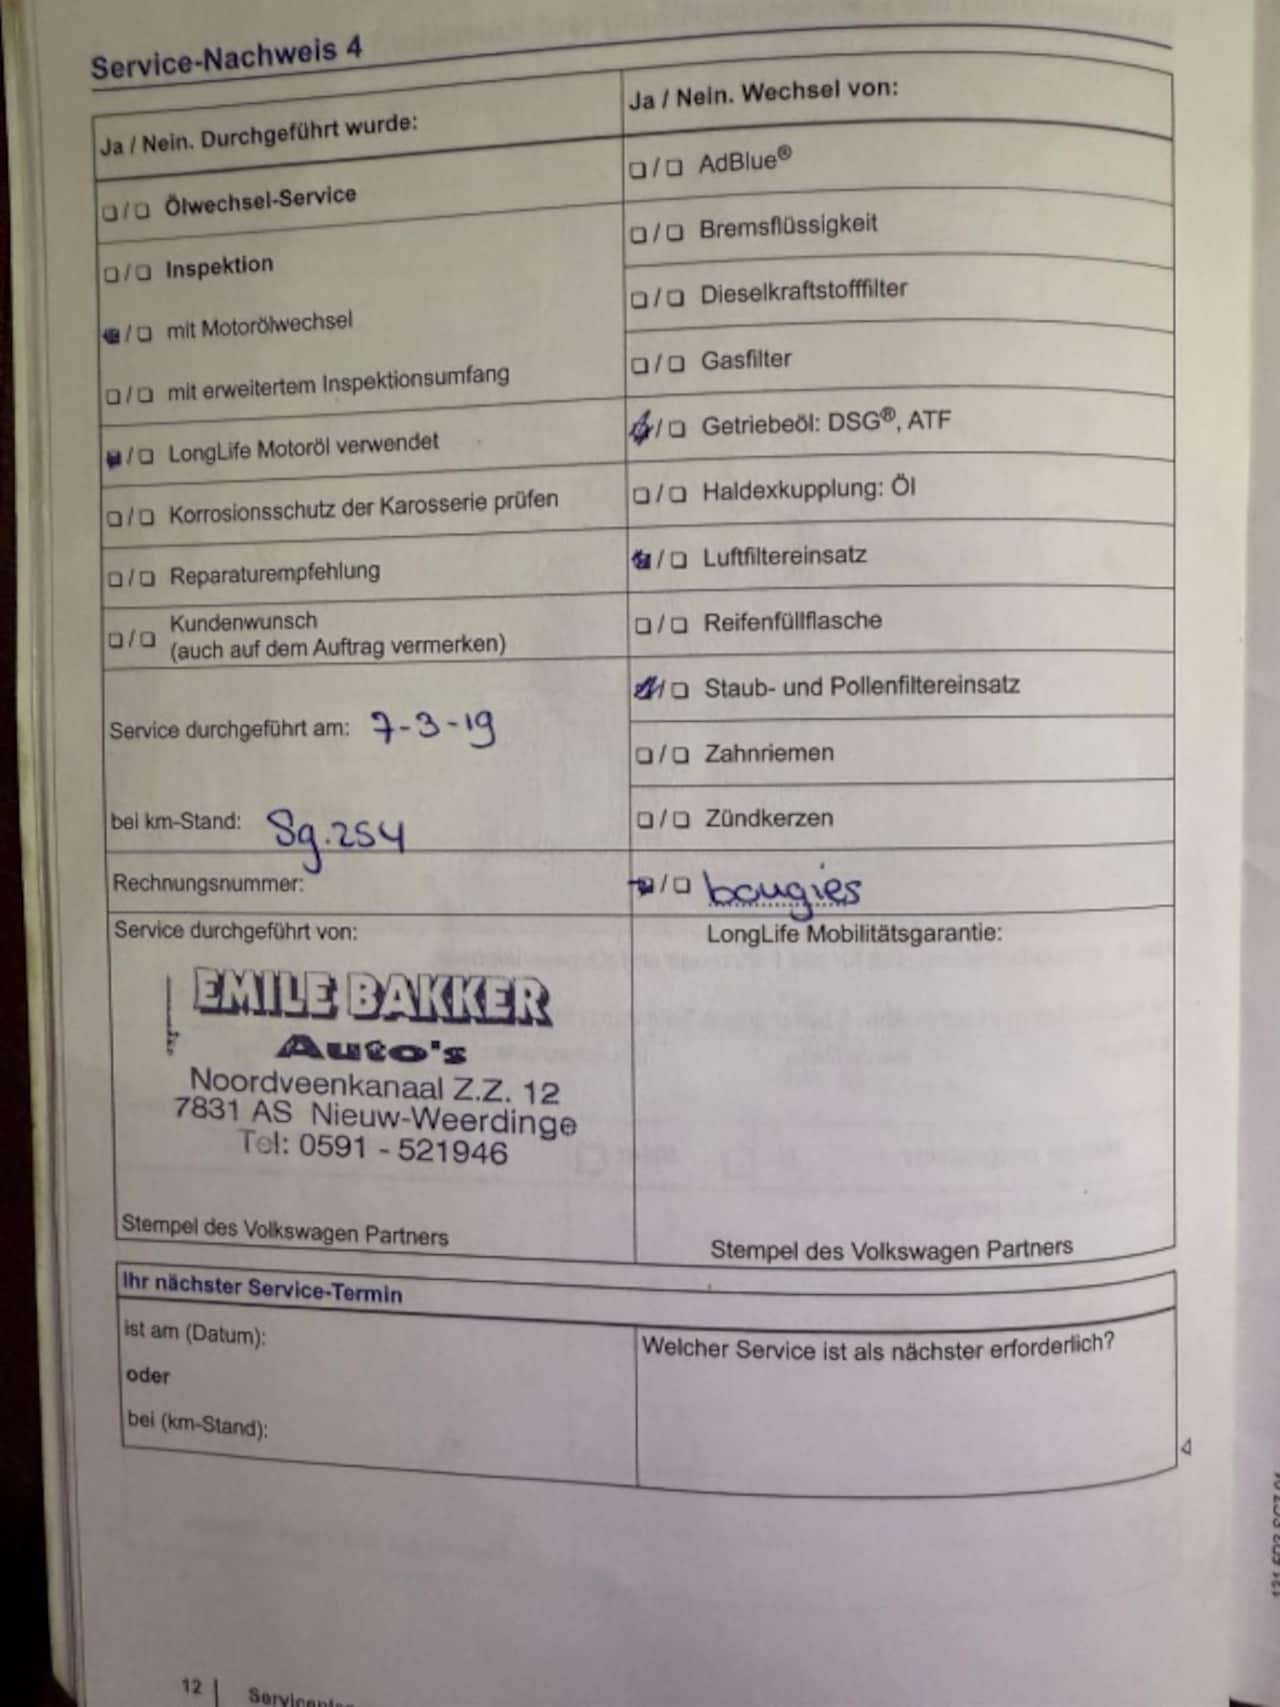 Service-Nachweis 4
Ja / Nein. Durchgeführt wurde:
❑ / ❑ Ölwechsel-Service
❑ / ❑ Inspektion
/ ❑ mit Motorölwechsel
❑ / ❑ mit erweitertem Inspektionsumfang
/ ❑ LongLife Motoröl verwendet
❑ / ❑ Korrosionsschutz der Karosserie prüfen
❑ / ❑ Reparaturempfehlung
❑ / ❑ Kundenwunsch
(auch auf dem Auftrag vermerken)
Service durchgeführt am: 7-3-19
bei km-Stand: 59.254
Rechnungsnummer:
Service durchgeführt von:
EMILE BAKKER
Auto's
Noordveenkanaal Z.Z. 12
7831 AS Nieuw-Weerdinge
Tel: 0591 - 521946
Stempel des Volkswagen Partners
Ja / Nein. Wechsel von:
❑ / ❑ AdBlue®
❑ / ❑ Bremsflüssigkeit
❑ / ❑ Dieselkraftstofffilter
❑ / ❑ Gasfilter
/ ❑ Getriebeöl: DSG®, ATF
❑ / ❑ Haldexkupplung: Öl
/ ❑ Luftfiltereinsatz
❑ / ❑ Reifenfüllflasche
/ ❑ Staub- und Pollenfiltereinsatz
❑ / ❑ Zahnriemen
❑ / ❑ Zündkerzen
/ ❑ bougies
LongLife Mobilitätsgarantie:
Stempel des Volkswagen Partners
Ihr nächster Service-Termin
ist am (Datum):
oder
bei (km-Stand):
Welcher Service ist als nächster erforderlich?
12